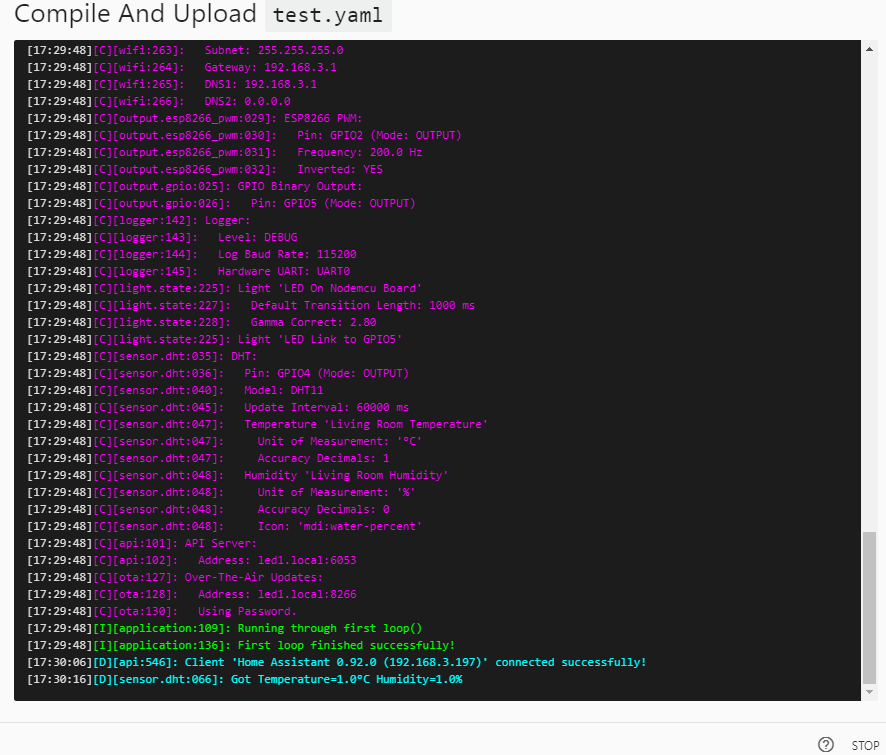 Compile And Upload test.yaml
[17:29:48][C][wifi:263]:   Subnet: 255.255.255.0
[17:29:48][C][wifi:264]:   Gateway: 192.168.3.1
[17:29:48][C][wifi:265]:   DNS1: 192.168.3.1
[17:29:48][C][wifi:266]:   DNS2: 0.0.0.0
[17:29:48][C][output.esp8266_pwm:029]: ESP8266 PWM:
[17:29:48][C][output.esp8266_pwm:030]:   Pin: GPIO2 (Mode: OUTPUT)
[17:29:48][C][output.esp8266_pwm:031]:   Frequency: 200.0 Hz
[17:29:48][C][output.esp8266_pwm:032]:   Inverted: YES
[17:29:48][C][output.gpio:025]: GPIO Binary Output:
[17:29:48][C][output.gpio:026]:   Pin: GPIO5 (Mode: OUTPUT)
[17:29:48][C][logger:142]: Logger:
[17:29:48][C][logger:143]:   Level: DEBUG
[17:29:48][C][logger:144]:   Log Baud Rate: 115200
[17:29:48][C][logger:145]:   Hardware UART: UART0
[17:29:48][C][light.state:225]: Light 'LED On Nodemcu Board'
[17:29:48][C][light.state:227]:   Default Transition Length: 1000 ms
[17:29:48][C][light.state:228]:   Gamma Correct: 2.80
[17:29:48][C][light.state:225]: Light 'LED Link to GPIO5'
[17:29:48][C][sensor.dht:035]: DHT:
[17:29:48][C][sensor.dht:036]:   Pin: GPIO4 (Mode: OUTPUT)
[17:29:48][C][sensor.dht:040]:   Model: DHT11
[17:29:48][C][sensor.dht:045]:   Update Interval: 60000 ms
[17:29:48][C][sensor.dht:047]:   Temperature 'Living Room Temperature'
[17:29:48][C][sensor.dht:047]:     Unit of Measurement: '°C'
[17:29:48][C][sensor.dht:047]:     Accuracy Decimals: 1
[17:29:48][C][sensor.dht:048]:   Humidity 'Living Room Humidity'
[17:29:48][C][sensor.dht:048]:     Unit of Measurement: '%'
[17:29:48][C][sensor.dht:048]:     Accuracy Decimals: 0
[17:29:48][C][sensor.dht:048]:     Icon: 'mdi:water-percent'
[17:29:48][C][api:101]: API Server:
[17:29:48][C][api:102]:   Address: led1.local:6053
[17:29:48][C][ota:127]: Over-The-Air Updates:
[17:29:48][C][ota:128]:   Address: led1.local:8266
[17:29:48][C][ota:130]:   Using Password.
[17:29:48][I][application:109]: Running through first loop()
[17:29:48][I][application:136]: First loop finished successfully!
[17:30:06][D][api:546]: Client 'Home Assistant 0.92.0 (192.168.3.197)' connected successfully!
[17:30:16][D][sensor.dht:066]: Got Temperature=1.0°C Humidity=1.0%
? STOP